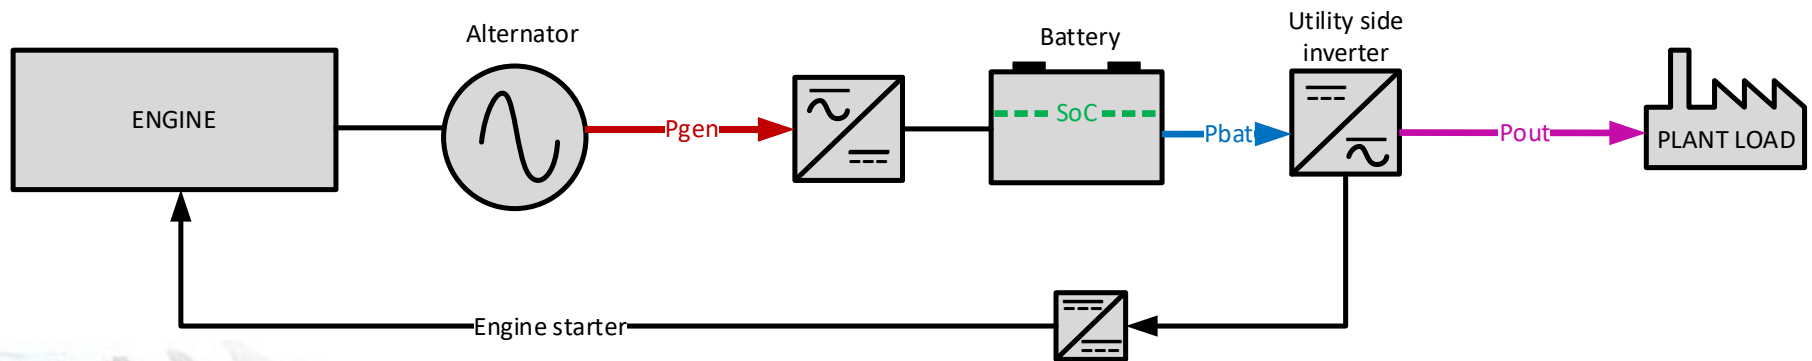 Utility side
inverter
Alternator
Battery
ENGINE
Pgen
SoC
Pbat
Pout
PLANT LOAD
Engine starter